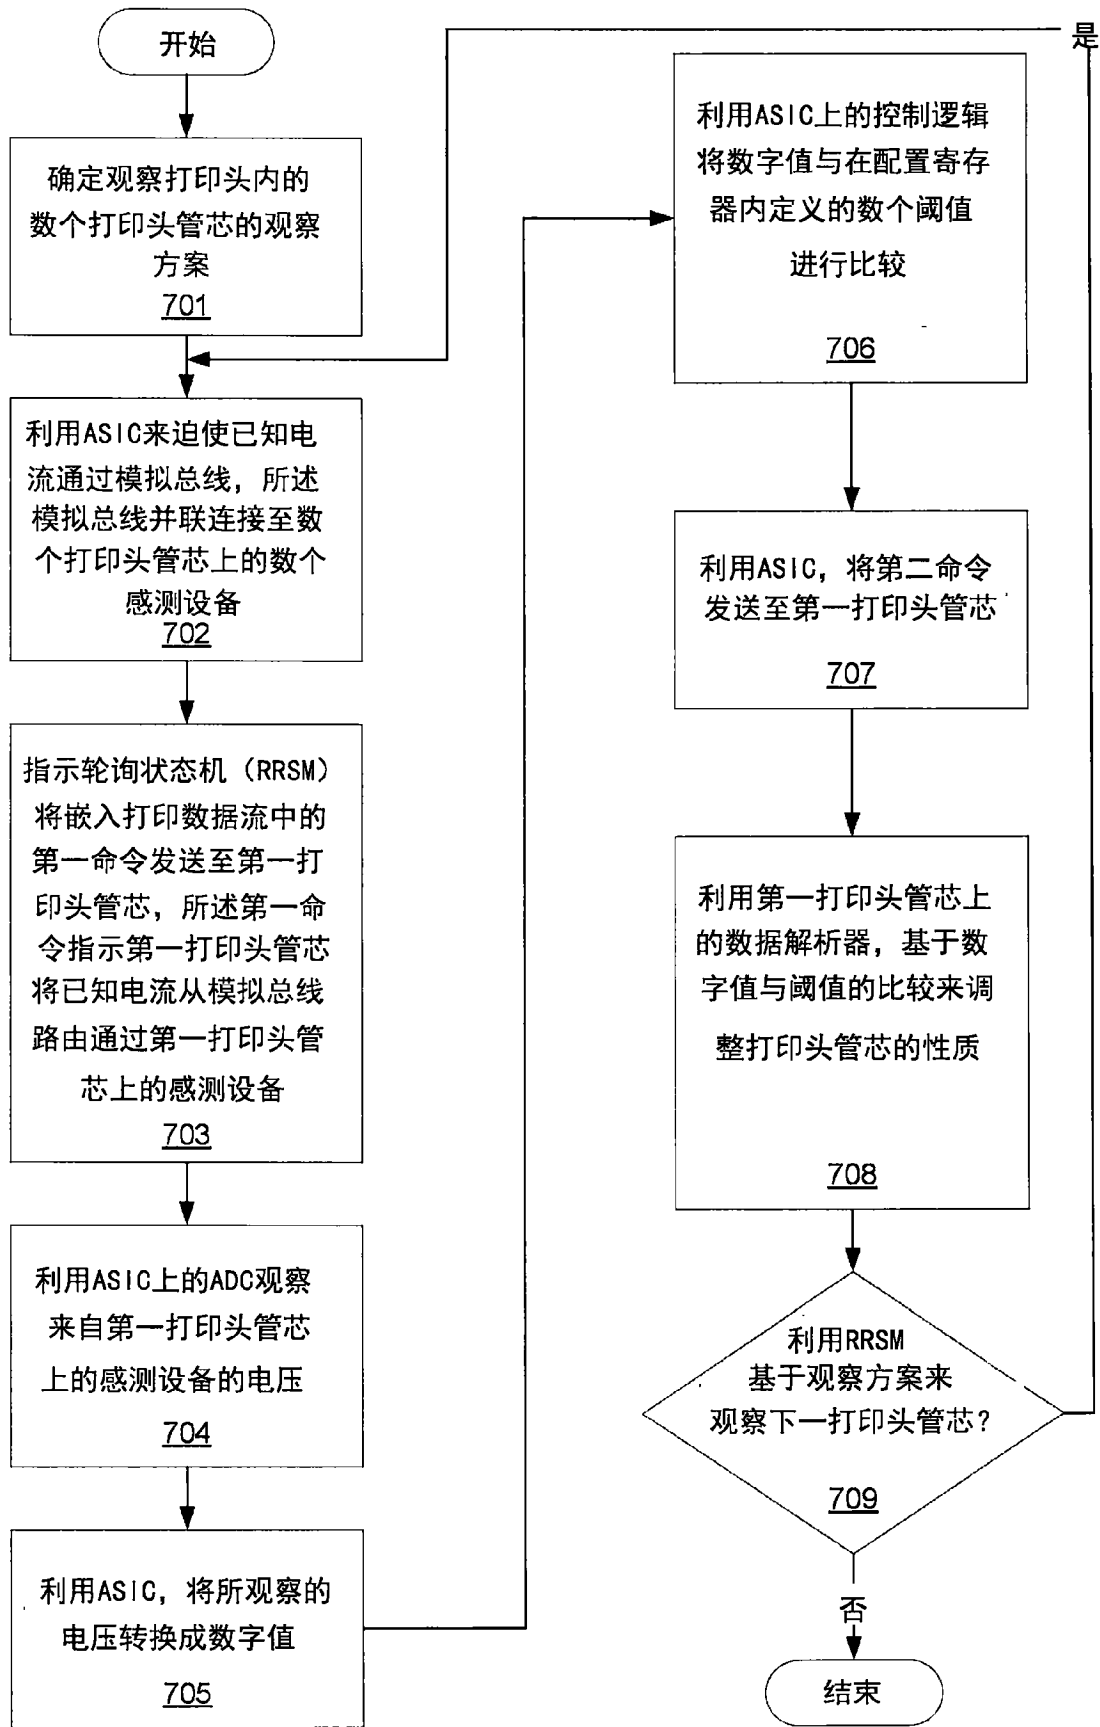 开始
确定观察打印头内的
数个打印头管芯的观察
方案
701
利用ASIC来迫使已知电
流通过模拟总线，所述
模拟总线并联连接至数
个打印头管芯上的数个
感测设备
702
指示轮询状态机（RRSM）
将嵌入打印数据流中的
第一命令发送至第一打
印头管芯，所述第一命
令指示第一打印头管芯
将已知电流从模拟总线
路由通过第一打印头管
芯上的感测设备
703
利用ASIC上的ADC观察
来自第一打印头管芯
上的感测设备的电压
704
利用ASIC，将所观察的
电压转换成数字值
705
利用ASIC上的控制逻辑
将数字值与在配置寄存
器内定义的数个阈值
进行比较
706
利用ASIC，将第二命令
发送至第一打印头管芯
707
利用第一打印头管芯上
的数据解析器，基于数
字值与阈值的比较来调
整打印头管芯的性质
708
利用RRSM
基于观察方案来
观察下一打印头管芯?
709
是
否
结束